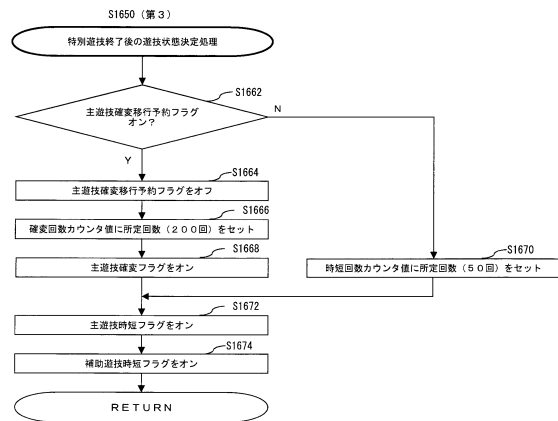 S1650(第3)
特別遊技終了後の遊技状態決定処理
S1662
主遊技確変移行予約フラグ
オン?
N
Y
S1664
主遊技確変移行予約フラグをオフ
S1666
確変回数カウンタ値に所定回数(200回)をセット
S1668
主遊技確変フラグをオン
S1670
時短回数カウンタ値に所定回数(50回)をセット
S1672
主遊技時短フラグをオン
S1674
補助遊技時短フラグをオン
RETURN